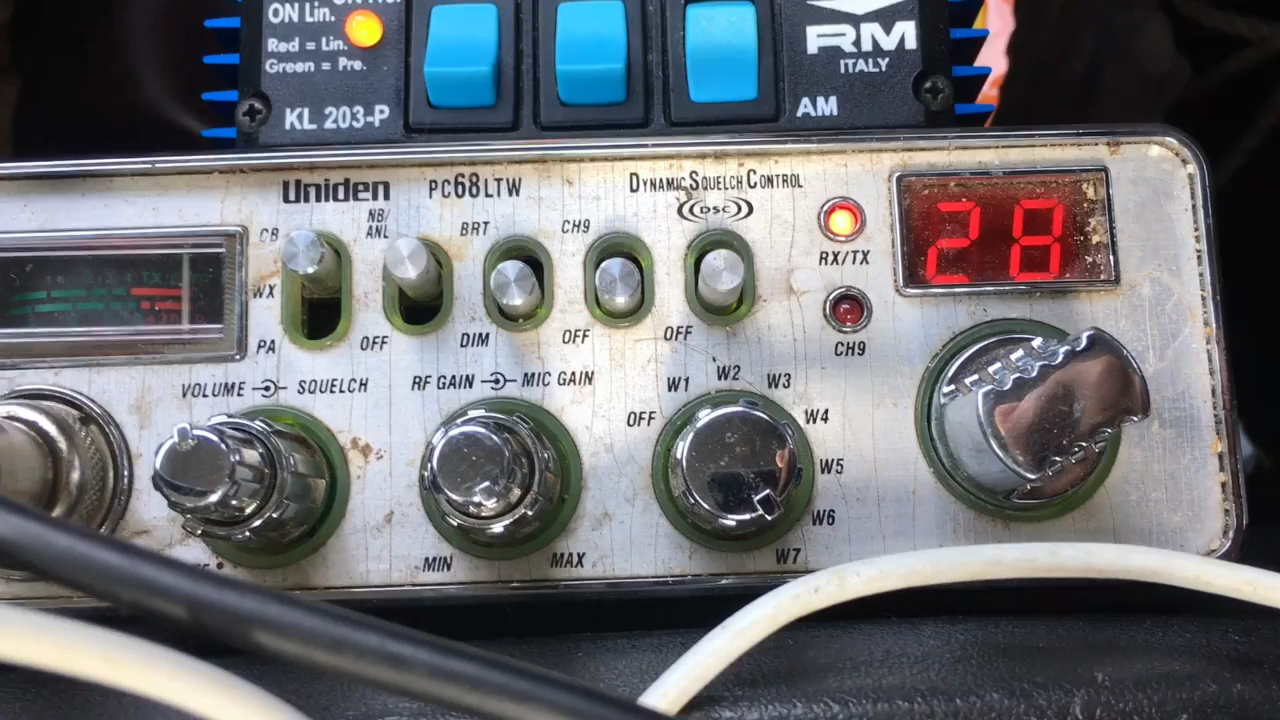 ON Lin.
Red = Lin.
Green = Pre.
KL 203-P
RM
ITALY
AM
Uniden PC68LTW
DYNAMIC SQUELCH CONTROL
DSC
CB
WX
PA
NB/
ANL
OFF
BRT
DIM
CH9
OFF
OFF
RX/TX
CH9
28
TX
VOLUME SQUELCH
RF GAIN MIC GAIN
MIN MAX
OFF W1 W2 W3 W4 W5 W6 W7